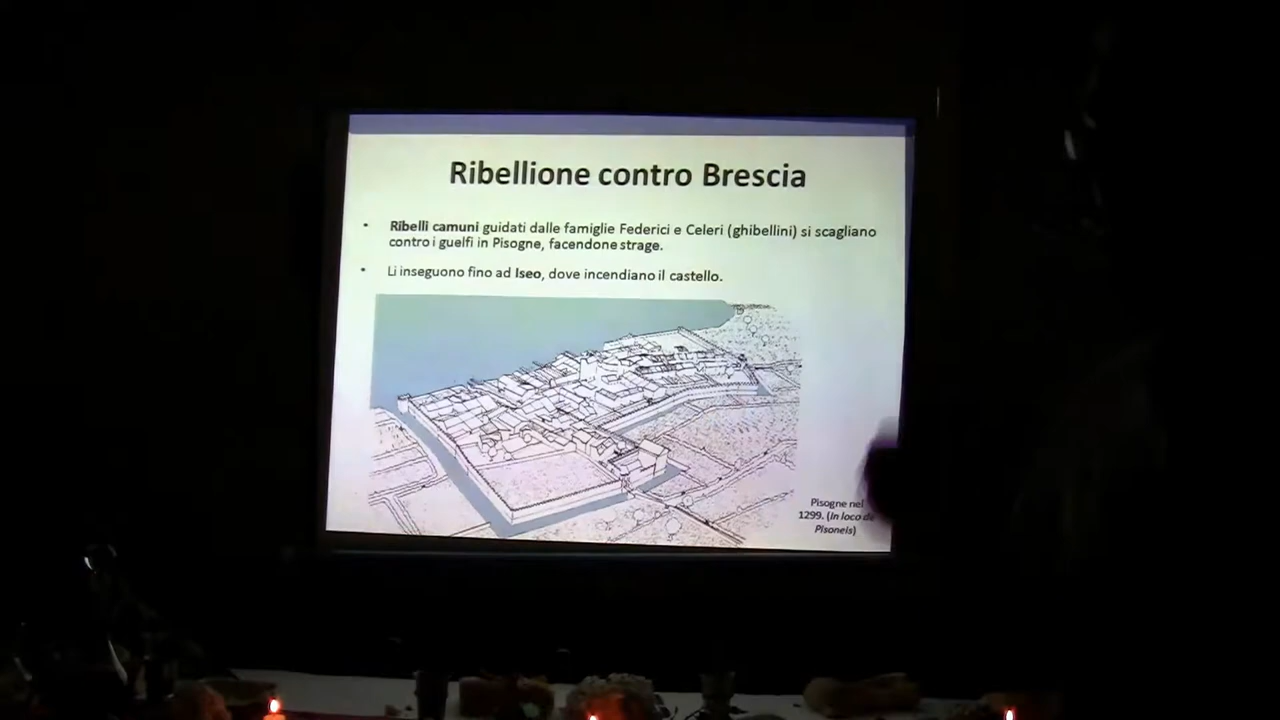 Ribellione contro Brescia
• Ribelli camuni guidati dalle famiglie Federici e Celeri (ghibellini) si scagliano
contro i guelfi in Pisogne, facendone strage.
• Li inseguono fino ad Iseo, dove incendiano il castello.
Pisogne nel
1299. (In loco de
Pisoneis)